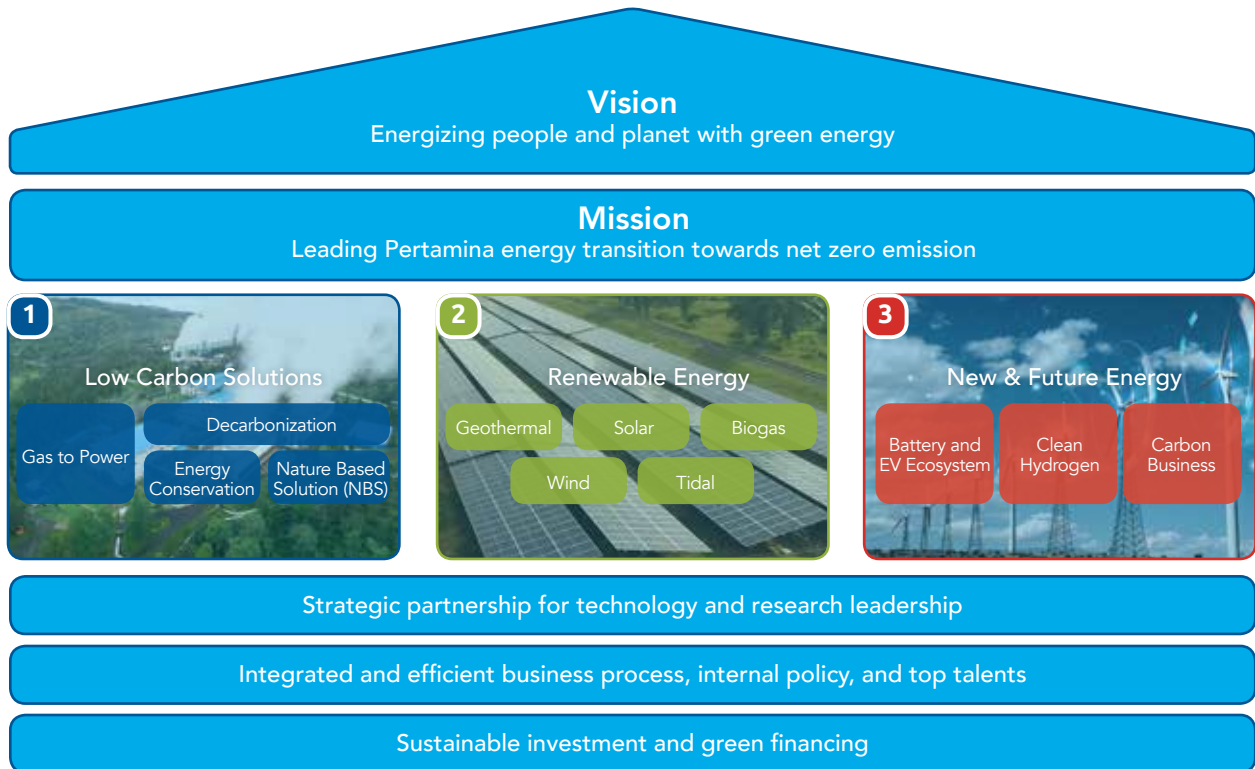 Vision
Energizing people and planet with green energy
Mission
Leading Pertamina energy transition towards net zero emission
1
Low Carbon Solutions
Gas to Power
Decarbonization
Energy
Conservation
Nature Based
Solution (NBS)
2
Renewable Energy
Geothermal
Solar
Biogas
Wind
Tidal
3
New & Future Energy
Battery and
EV Ecosystem
Clean
Hydrogen
Carbon
Business
Strategic partnership for technology and research leadership
Integrated and efficient business process, internal policy, and top talents
Sustainable investment and green financing